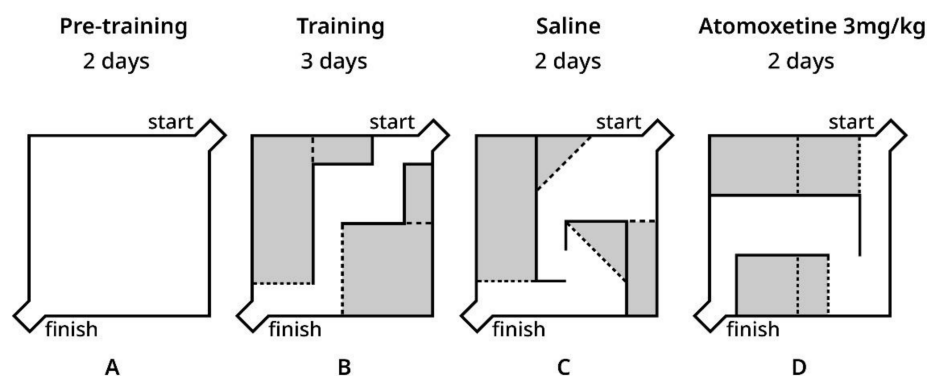 Pre-training
2 days
Training
3 days
Saline
2 days
Atomoxetine 3mg/kg
2 days
start
start
start
start
finish
finish
finish
finish
A
B
C
D